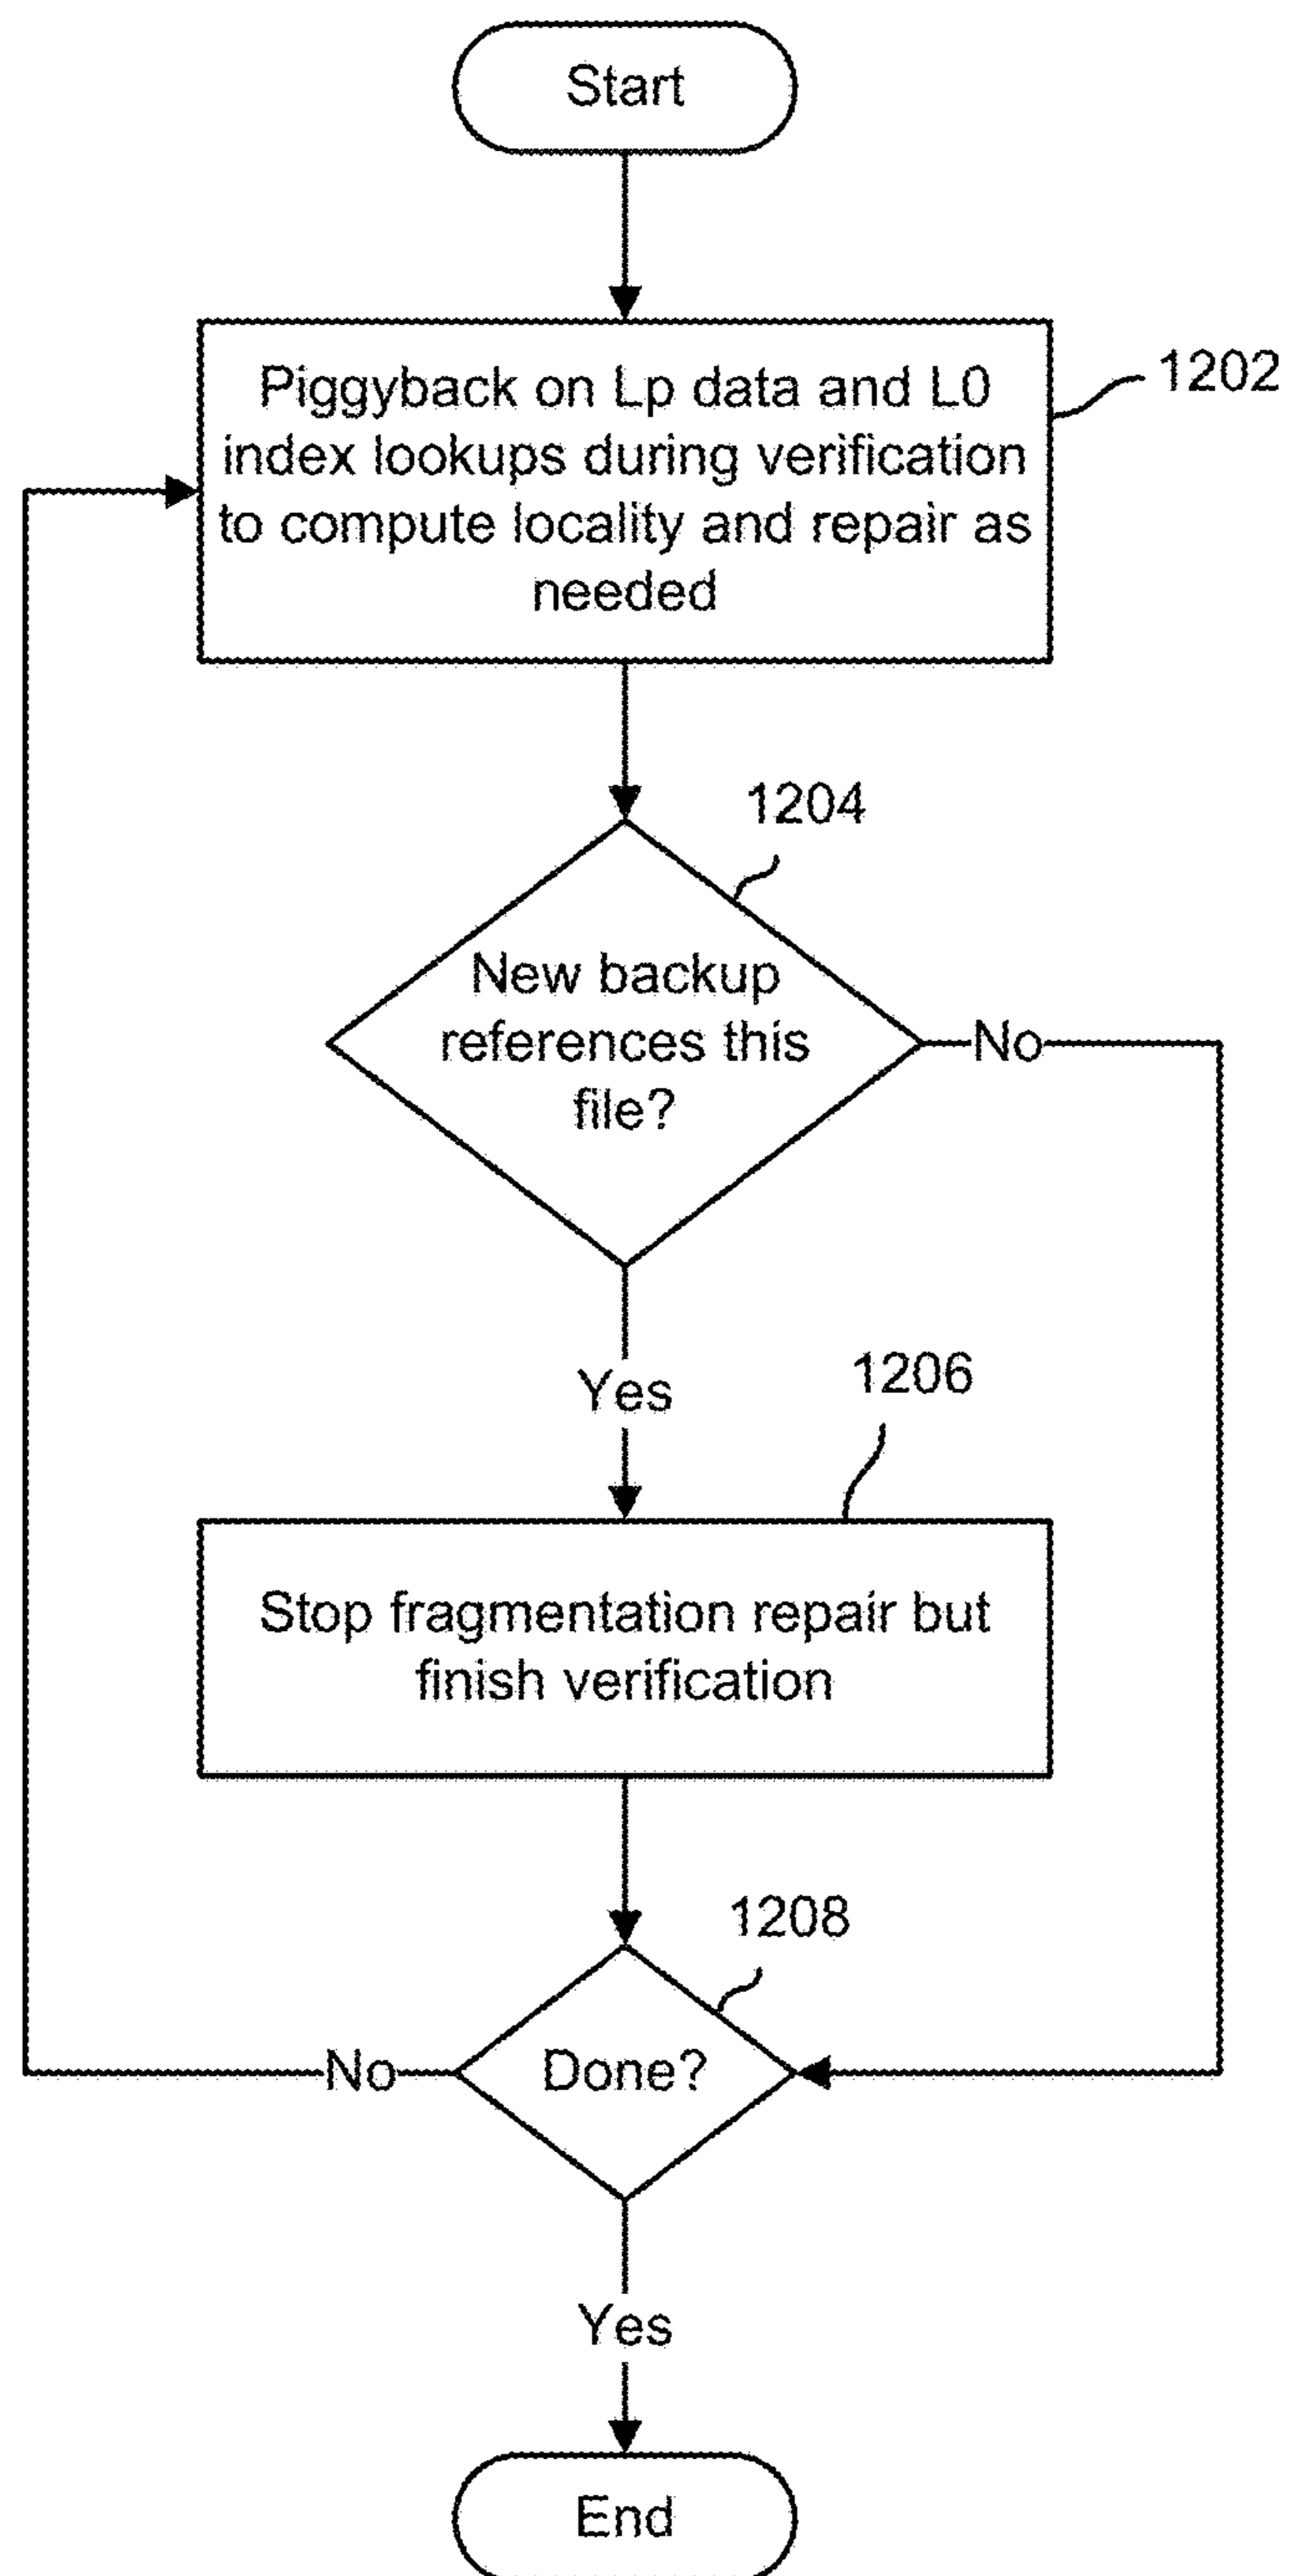 Start
Piggyback on Lp data and L0
index lookups during verification
to compute locality and repair as
needed
1202
1204
New backup
references this
file?
No
Yes
1206
Stop fragmentation repair but
finish verification
1208
Done?
No
Yes
End